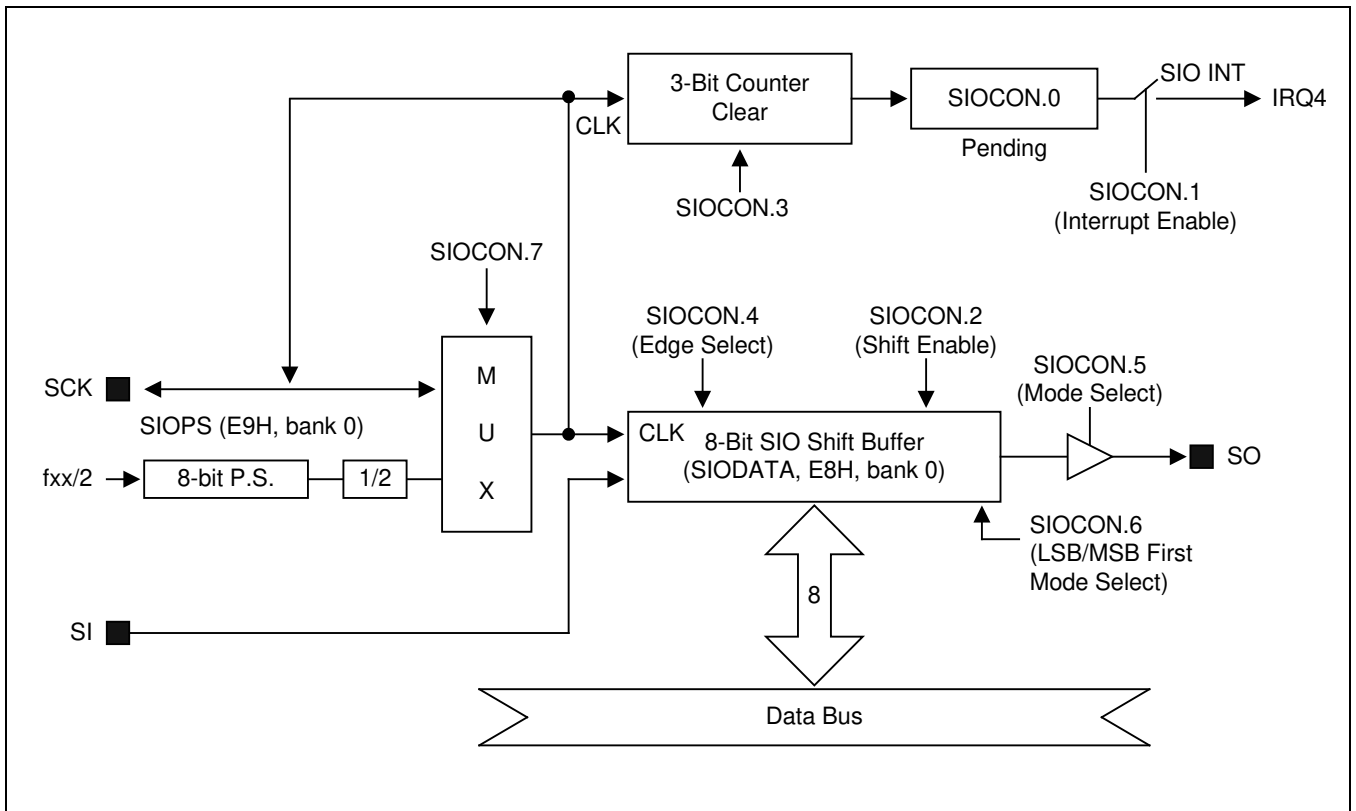 3-Bit Counter
Clear
CLK
SIOCON.3
SIOCON.0
Pending
SIO INT
IRQ4
SIOCON.1
(Interrupt Enable)
SIOCON.7
SIOCON.4
(Edge Select)
SIOCON.2
(Shift Enable)
SIOCON.5
(Mode Select)
SCK
SIOPS (E9H, bank 0)
fxx/2
8-bit P.S.
1/2
M
U
X
CLK
8-Bit SIO Shift Buffer
(SIODATA, E8H, bank 0)
SO
SIOCON.6
(LSB/MSB First
Mode Select)
8
SI
Data Bus